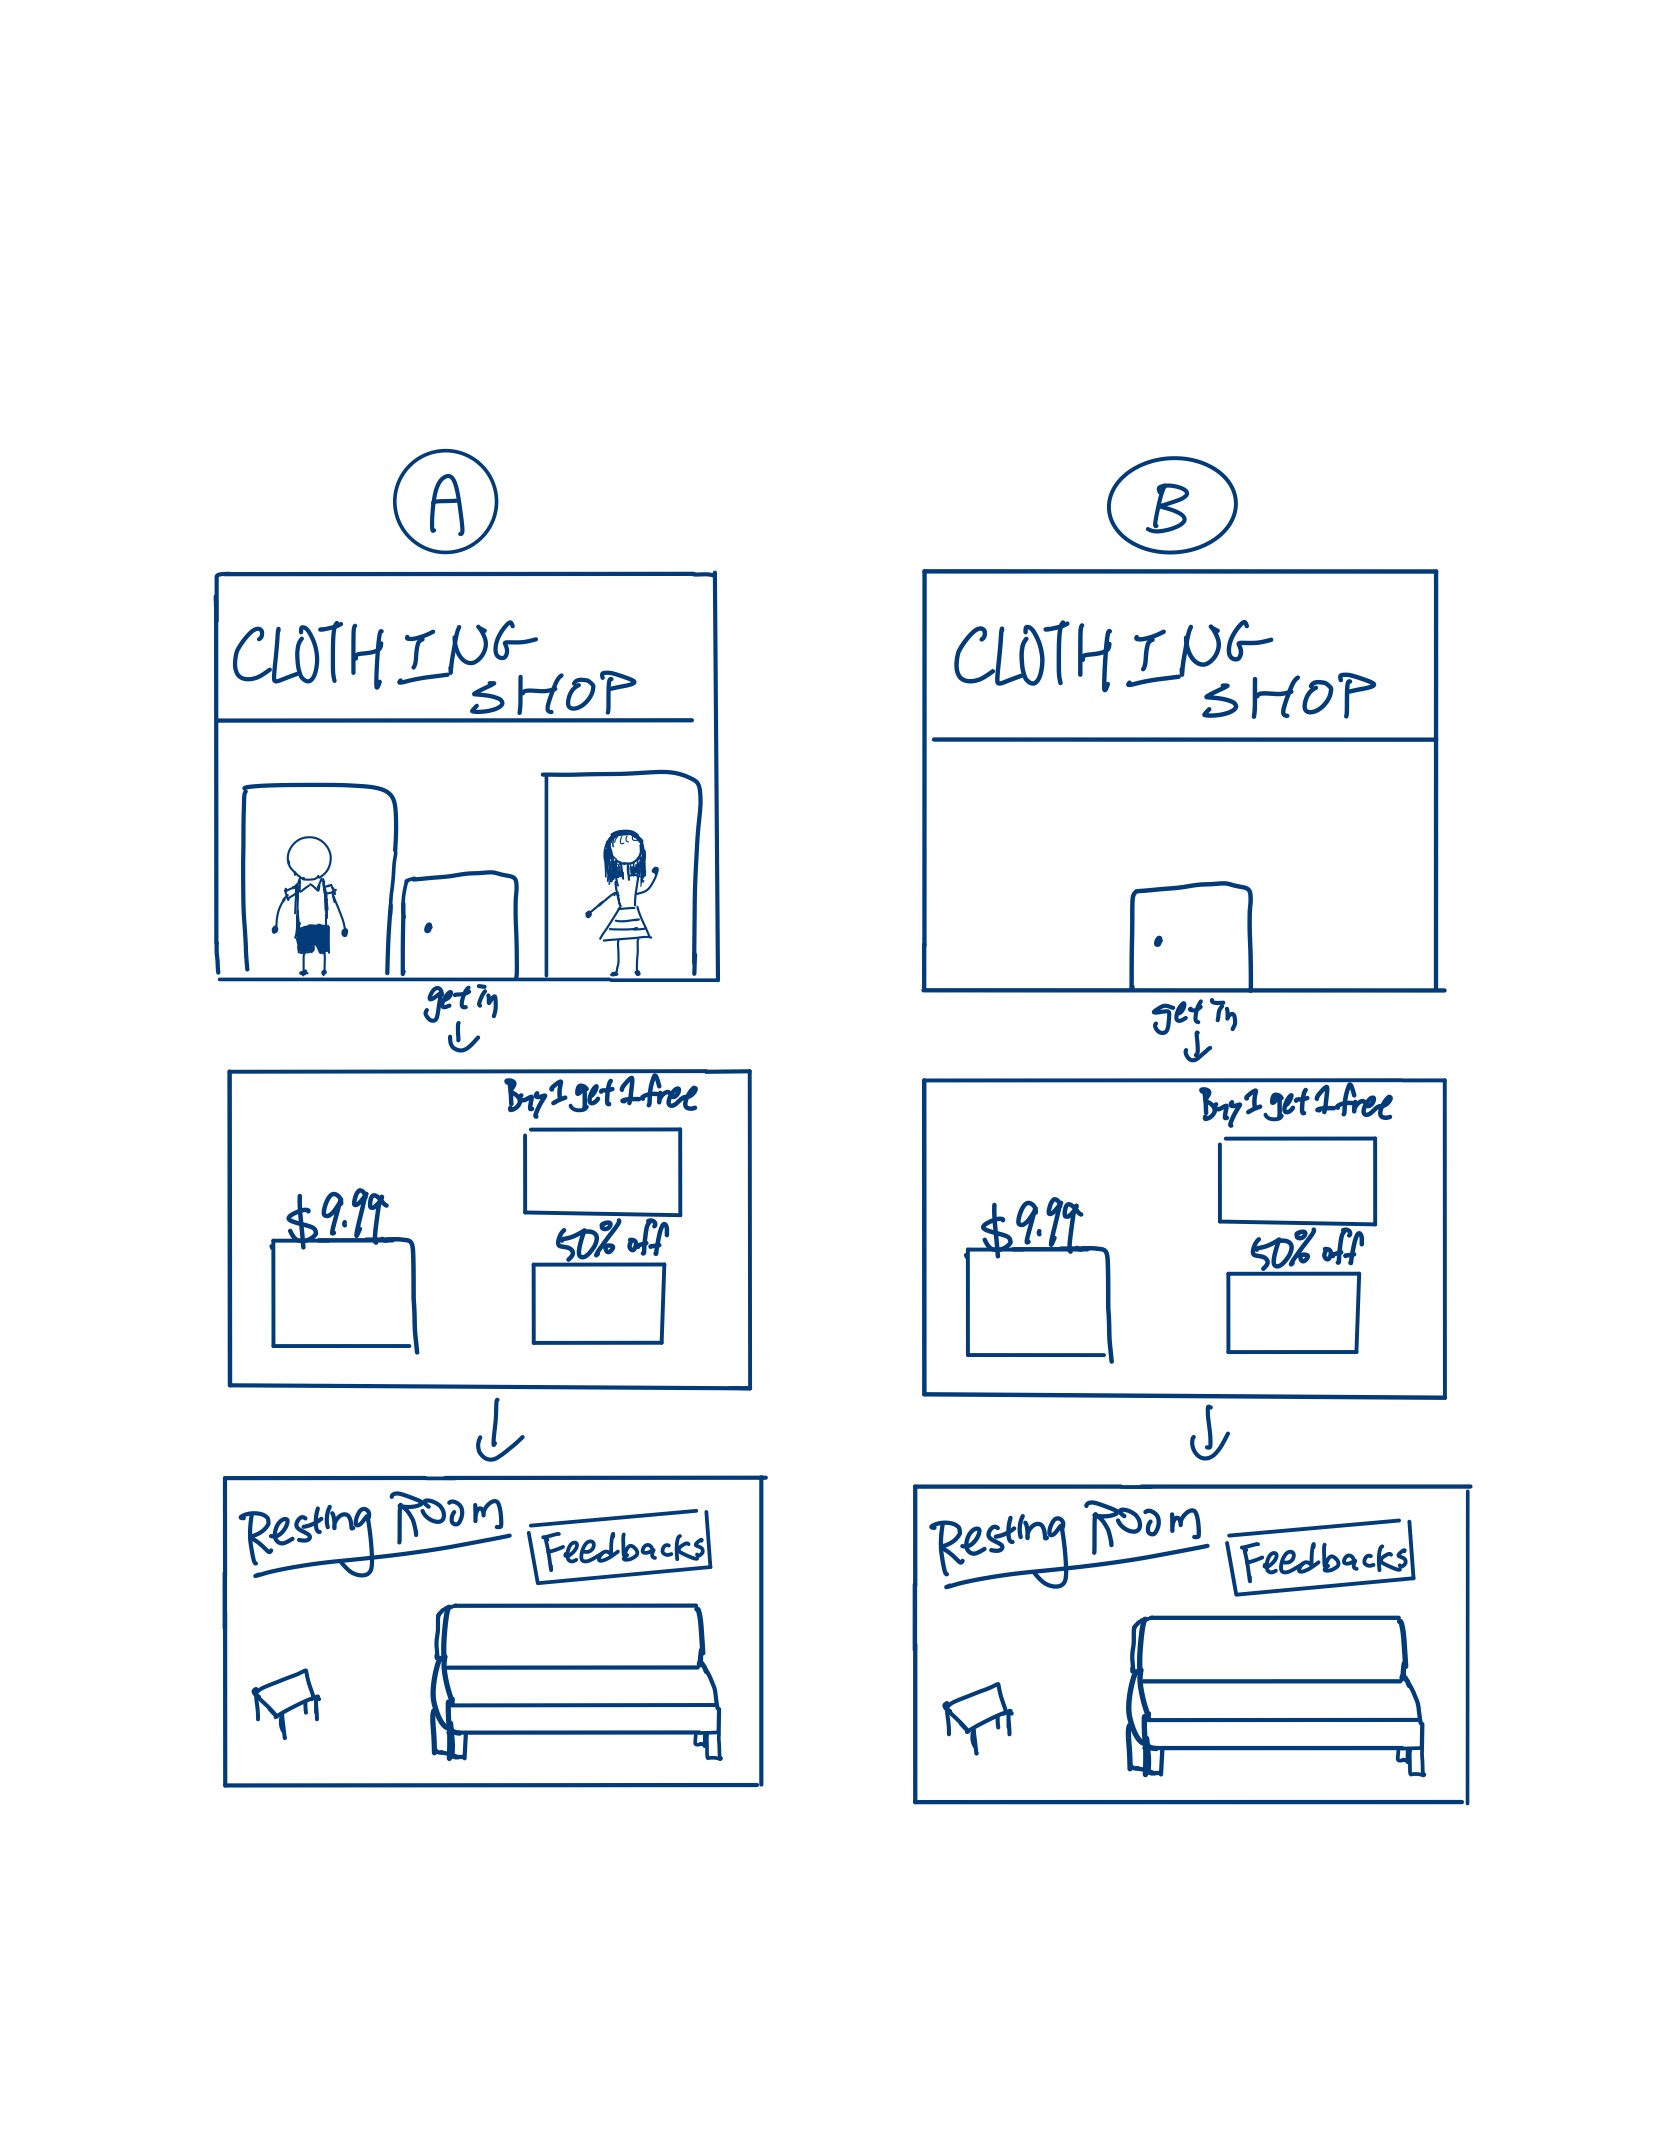 A
CLOTHING
SHOP
get in
Buy 1 get 1 free
$9.99
50% off
Resting Room
Feedbacks
B
CLOTHING
SHOP
get in
Buy 1 get 1 free
$9.99
50% off
Resting Room
Feedbacks